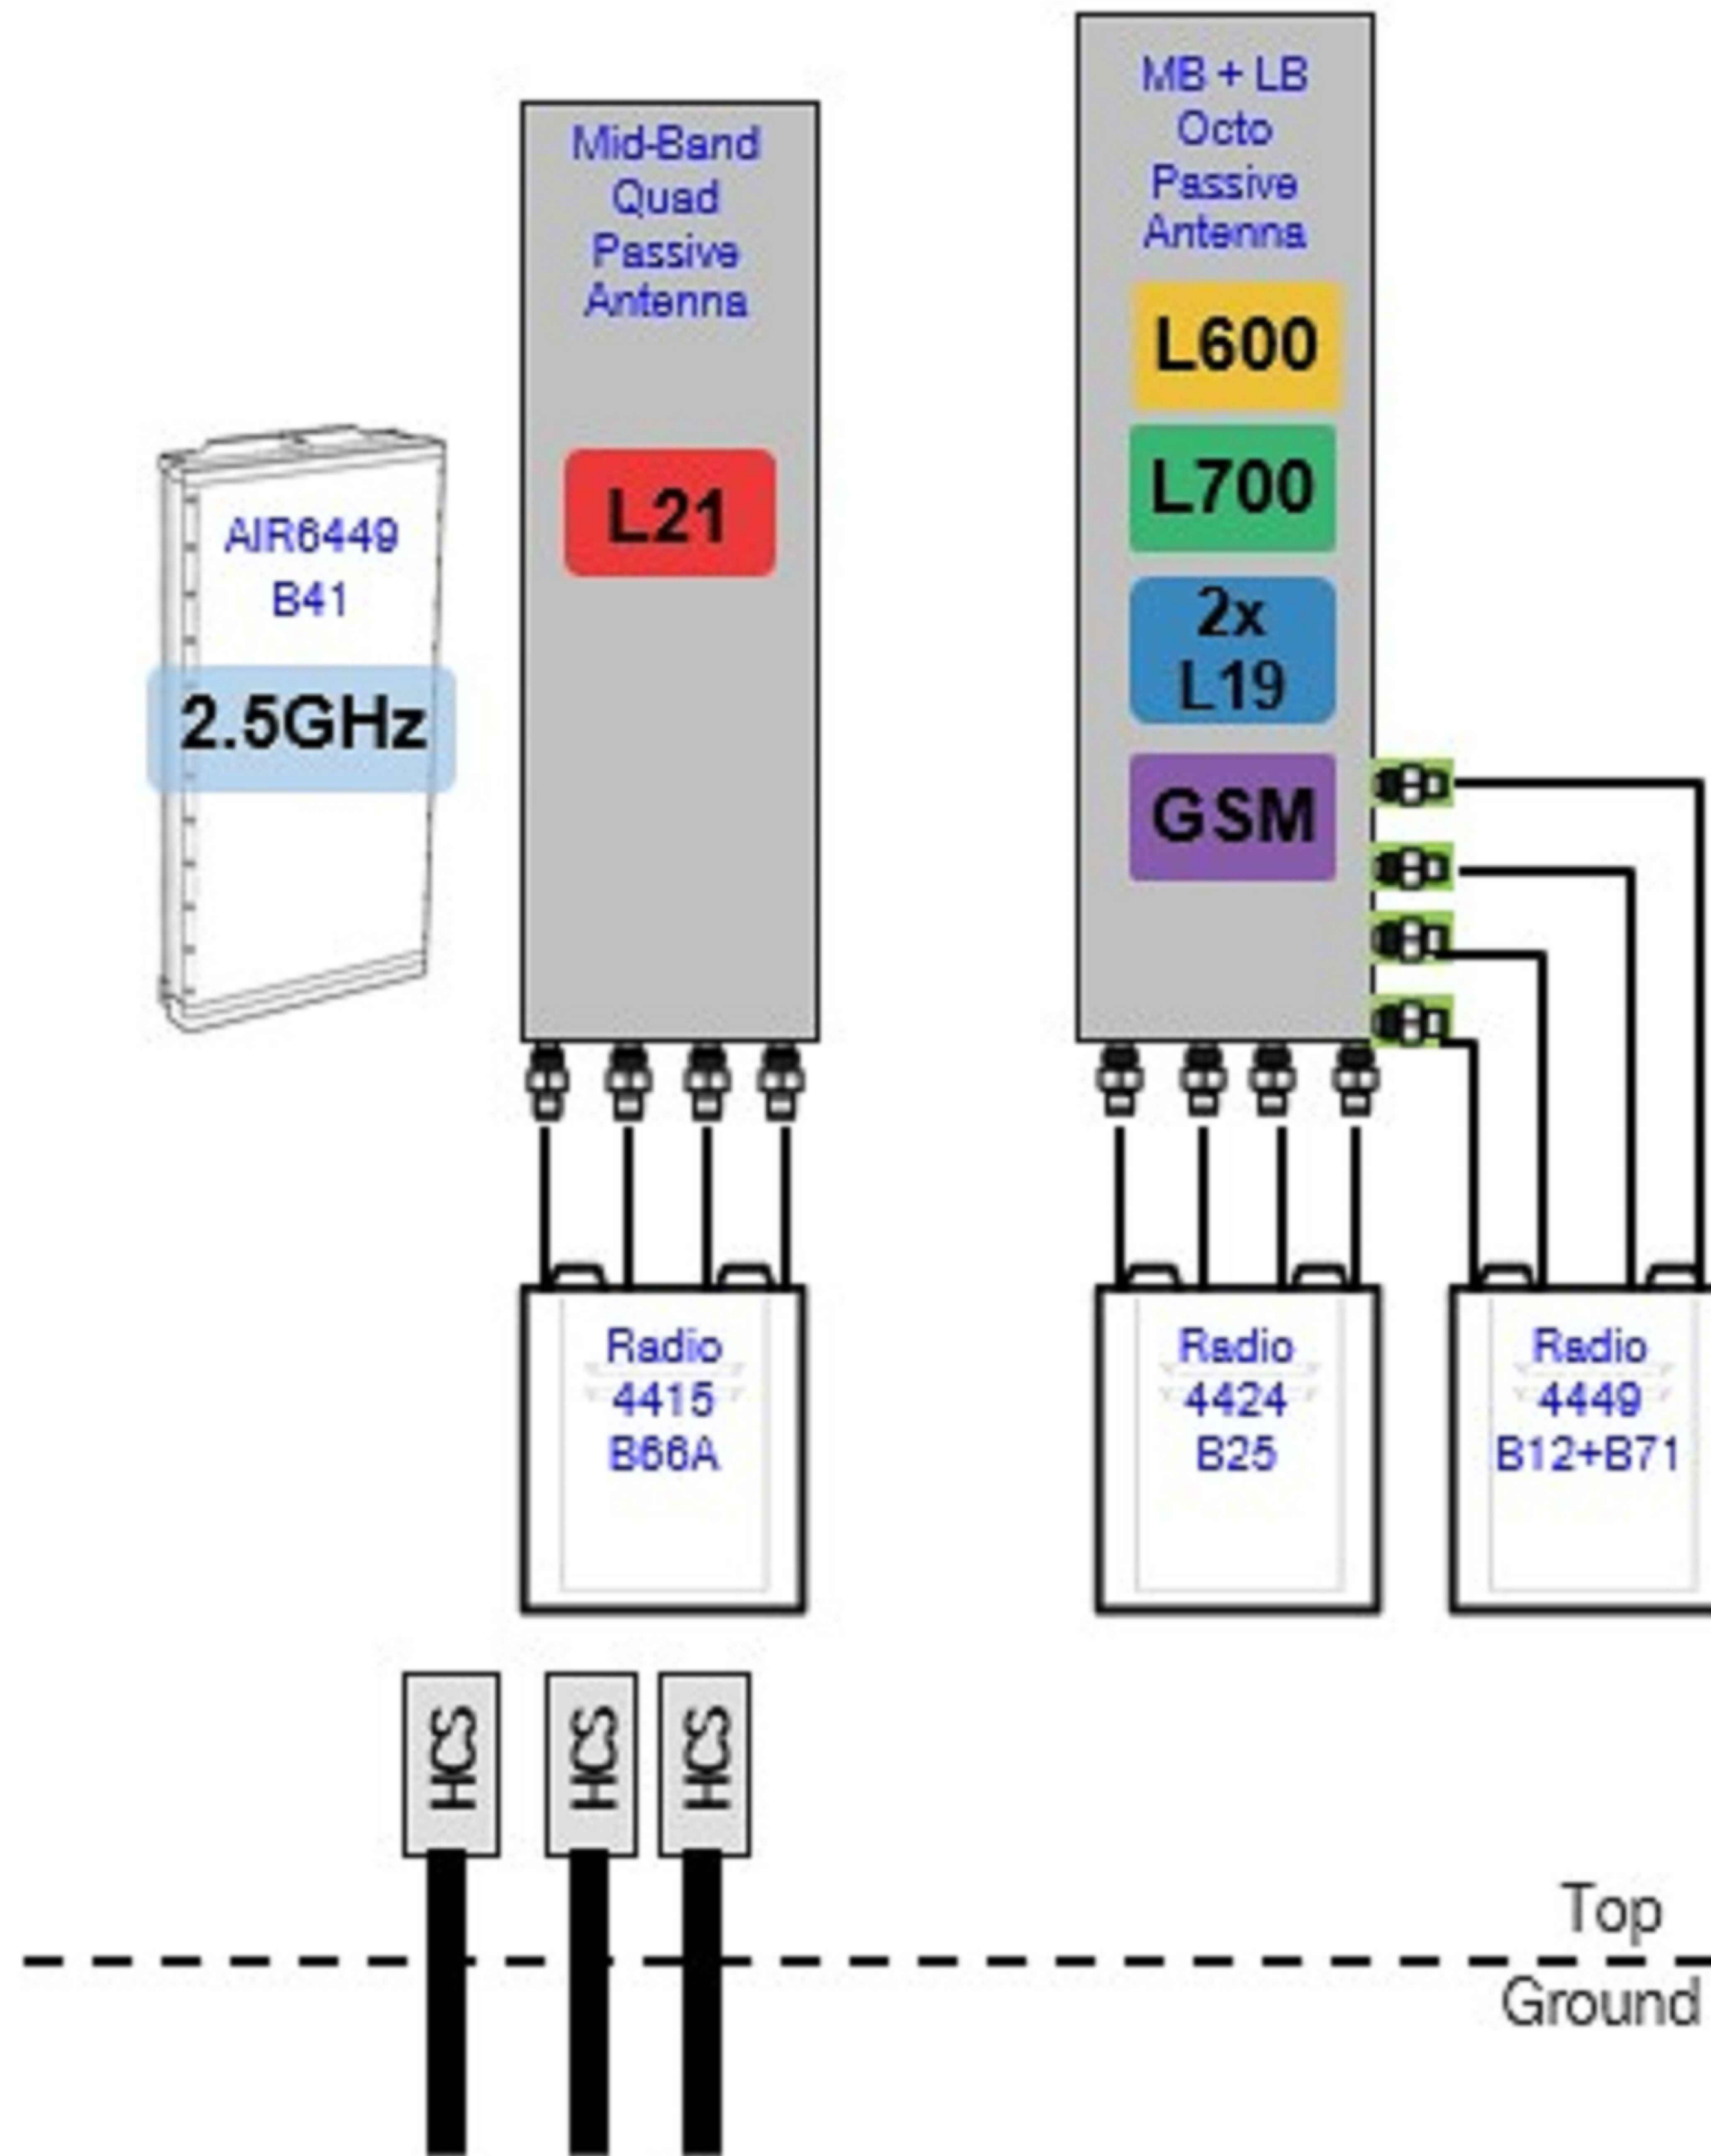 AIR6449
B41
2.5GHz
Mid-Band
Quad
Passive
Antenna
L21
MB + LB
Octo
Passive
Antenna
L600
L700
2x
L19
GSM
Radio
4415
B66A
Radio
4424
B25
Radio
4449
B12+B71
HCS
HCS
HCS
Top
Ground